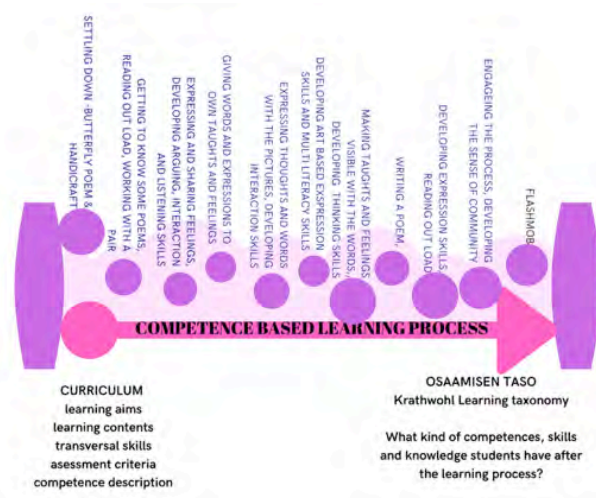 SETTLING DOWN -BUTTERFLY POEM &
HANDICRAFT
GETTING TO KNOW SOME POEMS,
READING OUT LOAD, WORKING WITH A
PAIR
EXPRESSING AND SHARING FEELINGS,
DEVELOPING ARGUING, INTERACTION
AND LISTENING SKILLS
GIVING WORDS AND EXPRESSIONS TO
OWN TAUGHTS AND FEELINGS
EXPRESSING THOUGHTS AND WORDS
WITH THE PICTURES, DEVELOPING
INTERACTION SKILLS
DEVELOPING ART BASED EXSPRESSION
SKILLS AND MULTI LITERACY SKILLS
MAKING TAUGHTS AND FEELINGS
VISIBLE WITH THE WORDS,
DEVELOPING THINKING SKILLS
WRITING A POEM,
DEVELOPING EXPRESSION SKILLS,
READING OUT LOAD
ENGAGEING THE PROCESS, DEVELOPING
THE SENSE OF COMMUNITY
FLASHMOB
COMPETENCE BASED LEARNING PROCESS
CURRICULUM
learning aims
learning contents
transversal skills
asessment criteria
competence description
OSAAMISEN TASO
Krathwohl Learning taxonomy
What kind of competences, skills
and knowledge students have after
the learning process?